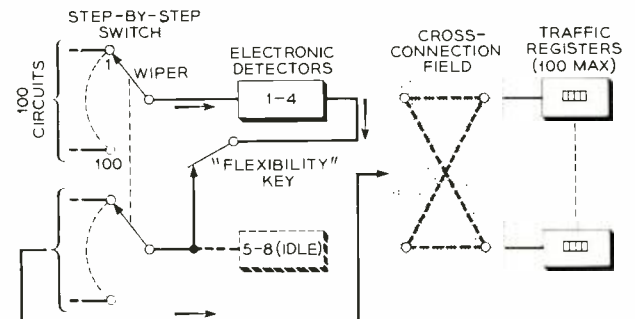 STEP-BY-STEP
SWITCH
1
WIPER
100
CIRCUITS
100
ELECTRONIC
DETECTORS
1-4
"FLEXIBILITY"
KEY
5-8 (IDLE)
CROSS-
CONNECTION
FIELD
TRAFFIC
REGISTERS
(100 MAX)